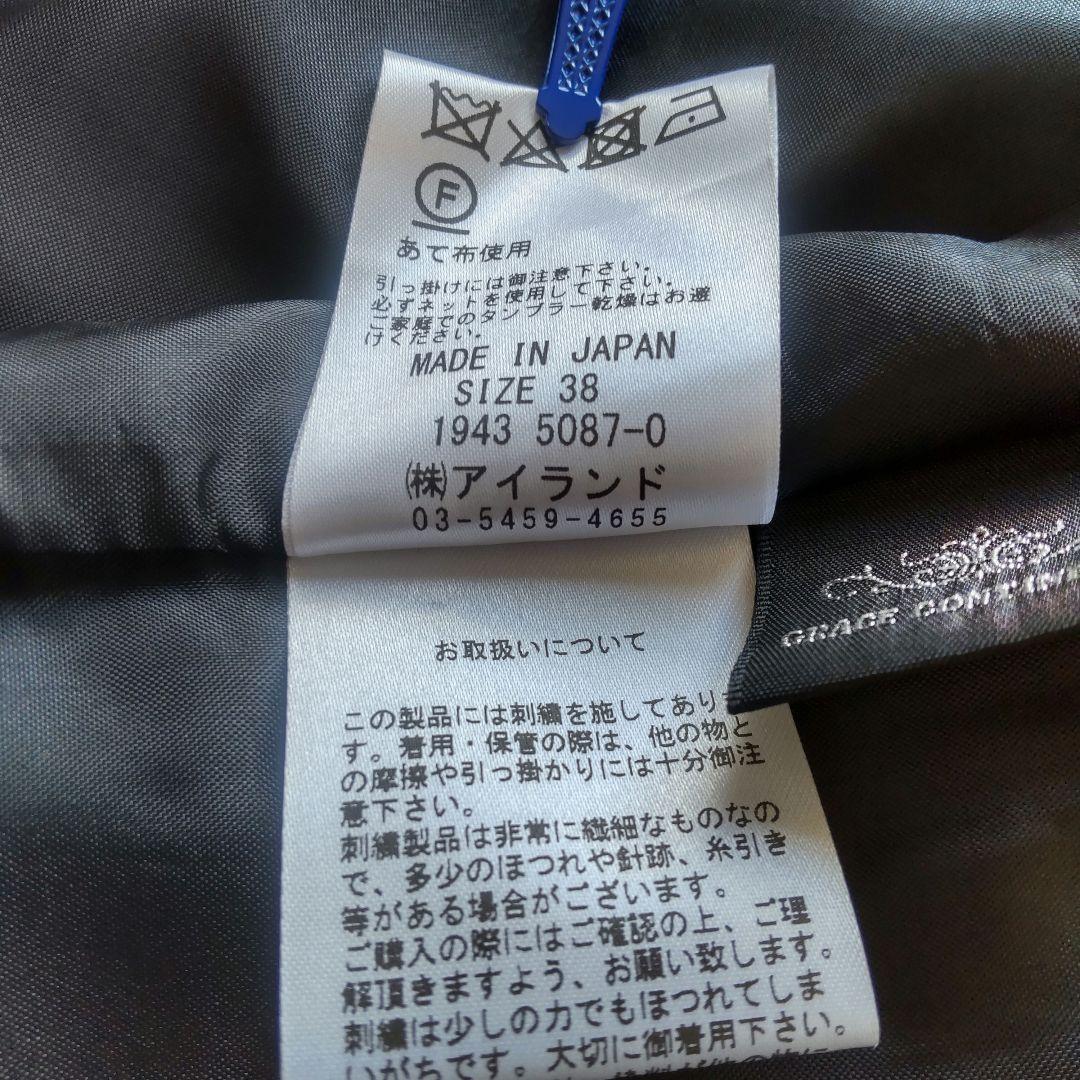 F
あて布使用
引っ掛けには御注意下さい。
必ずネットを使用して下さい。
ご家庭でのタンブラー乾燥はお避
けください。
MADE IN JAPAN
SIZE 38
1943 5087-0
㈱アイランド
03-5459-4655
GRACE
お取扱いについて
この製品には刺繍を施してありま
す。着用・保管の際は、他の物と
の摩擦や引っ掛かりには十分御注
意下さい。
刺繍製品は非常に繊細なものなの
で、多少のほつれや針跡、糸引き
等がある場合がございます。
ご購入の際にはご確認の上、ご理
解頂きますよう、お願い致します。
刺繍は少しの力でもほつれてしま
いがちです。大切に御着用下さい。